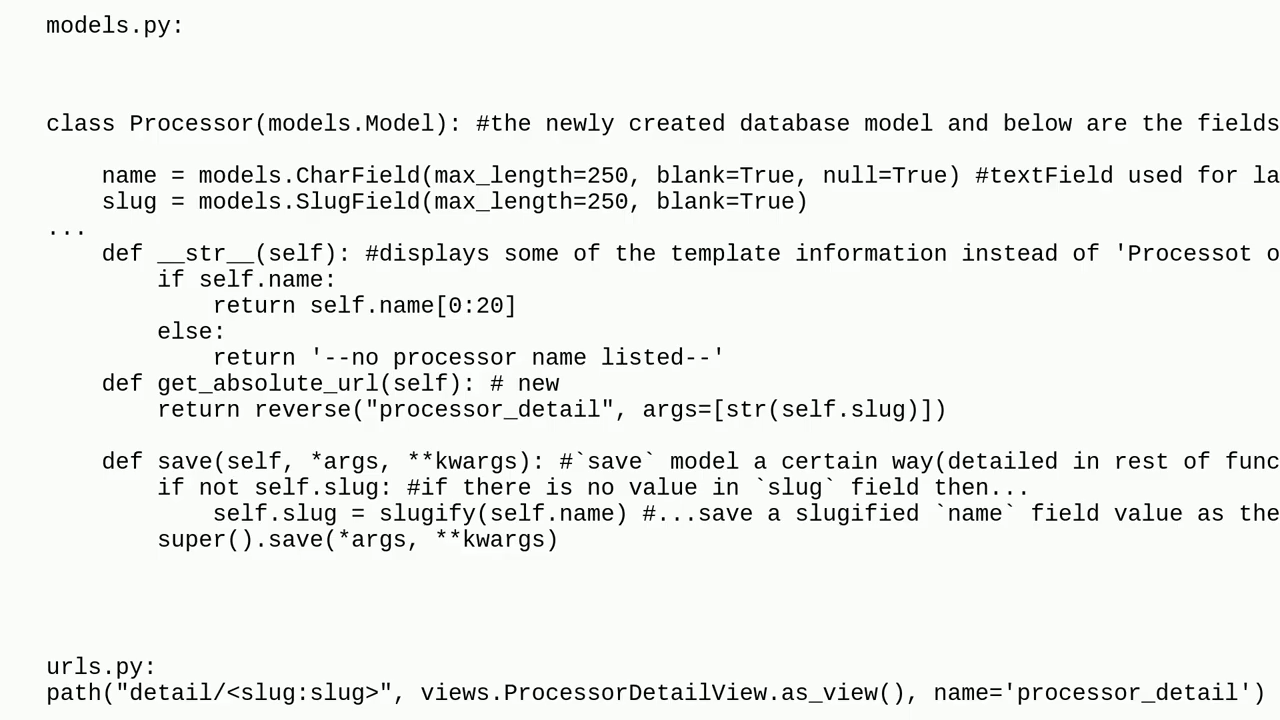 models.py:
class Processor(models.Model): #the newly created database model and below are the fields
name = models.CharField(max_length=250, blank=True, null=True) #textField used for la
slug = models.SlugField(max_length=250, blank=True)
...
def __str__(self): #displays some of the template information instead of 'Processot o
if self.name:
return self.name[0:20]
else:
return '--no processor name listed--'
def get_absolute_url(self): # new
return reverse("processor_detail", args=[str(self.slug)])
def save(self, *args, **kwargs): #`save` model a certain way(detailed in rest of func
if not self.slug: #if there is no value in `slug` field then...
self.slug = slugify(self.name) #...save a slugified `name` field value as the
super().save(*args, **kwargs)
urls.py:
path("detail/<slug:slug>", views.ProcessorDetailView.as_view(), name='processor_detail')